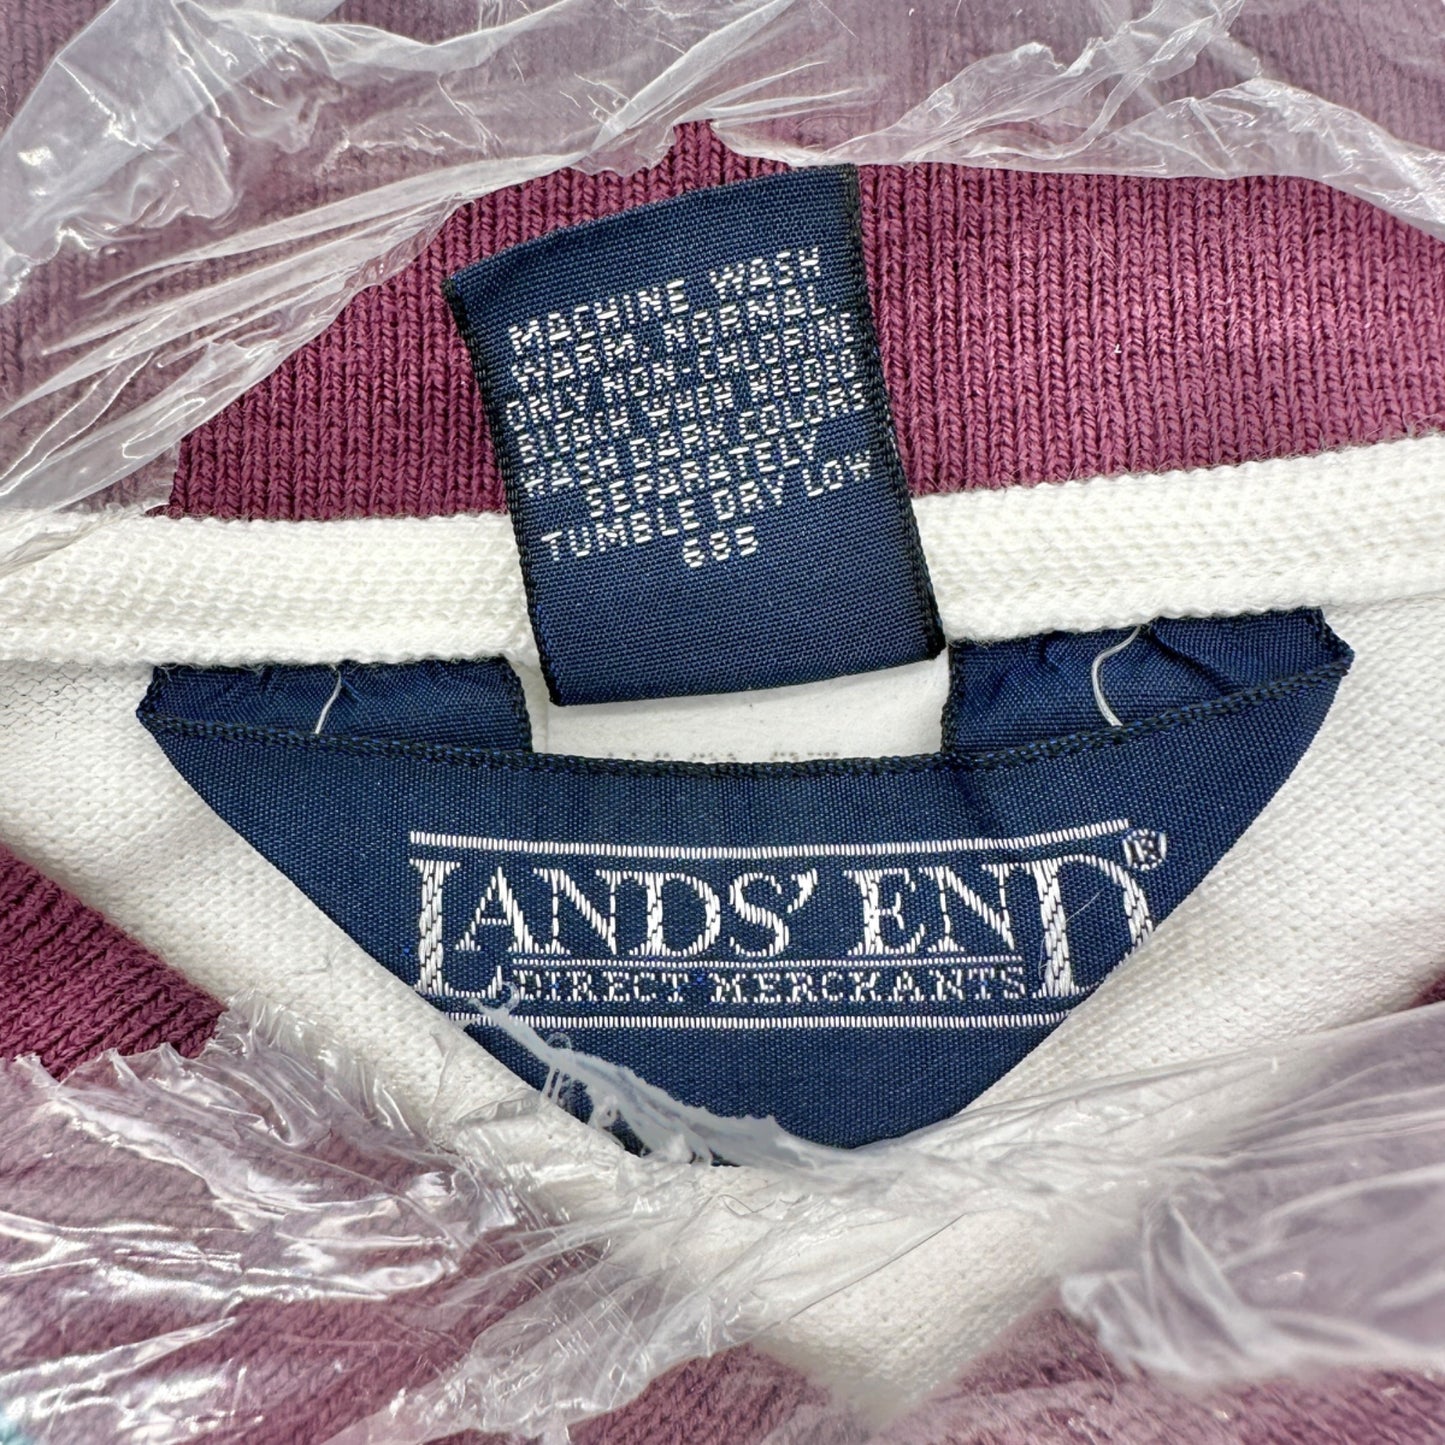 MACHINE WASH
WARM, NORMAL.
ONLY NON-CHLORINE
BLEACH WHEN NEEDED
WASH DARK COLORS
SEPARATELY
TUMBLE DRY LOW
605
LANDS' END®
DIRECT MERCHANTS